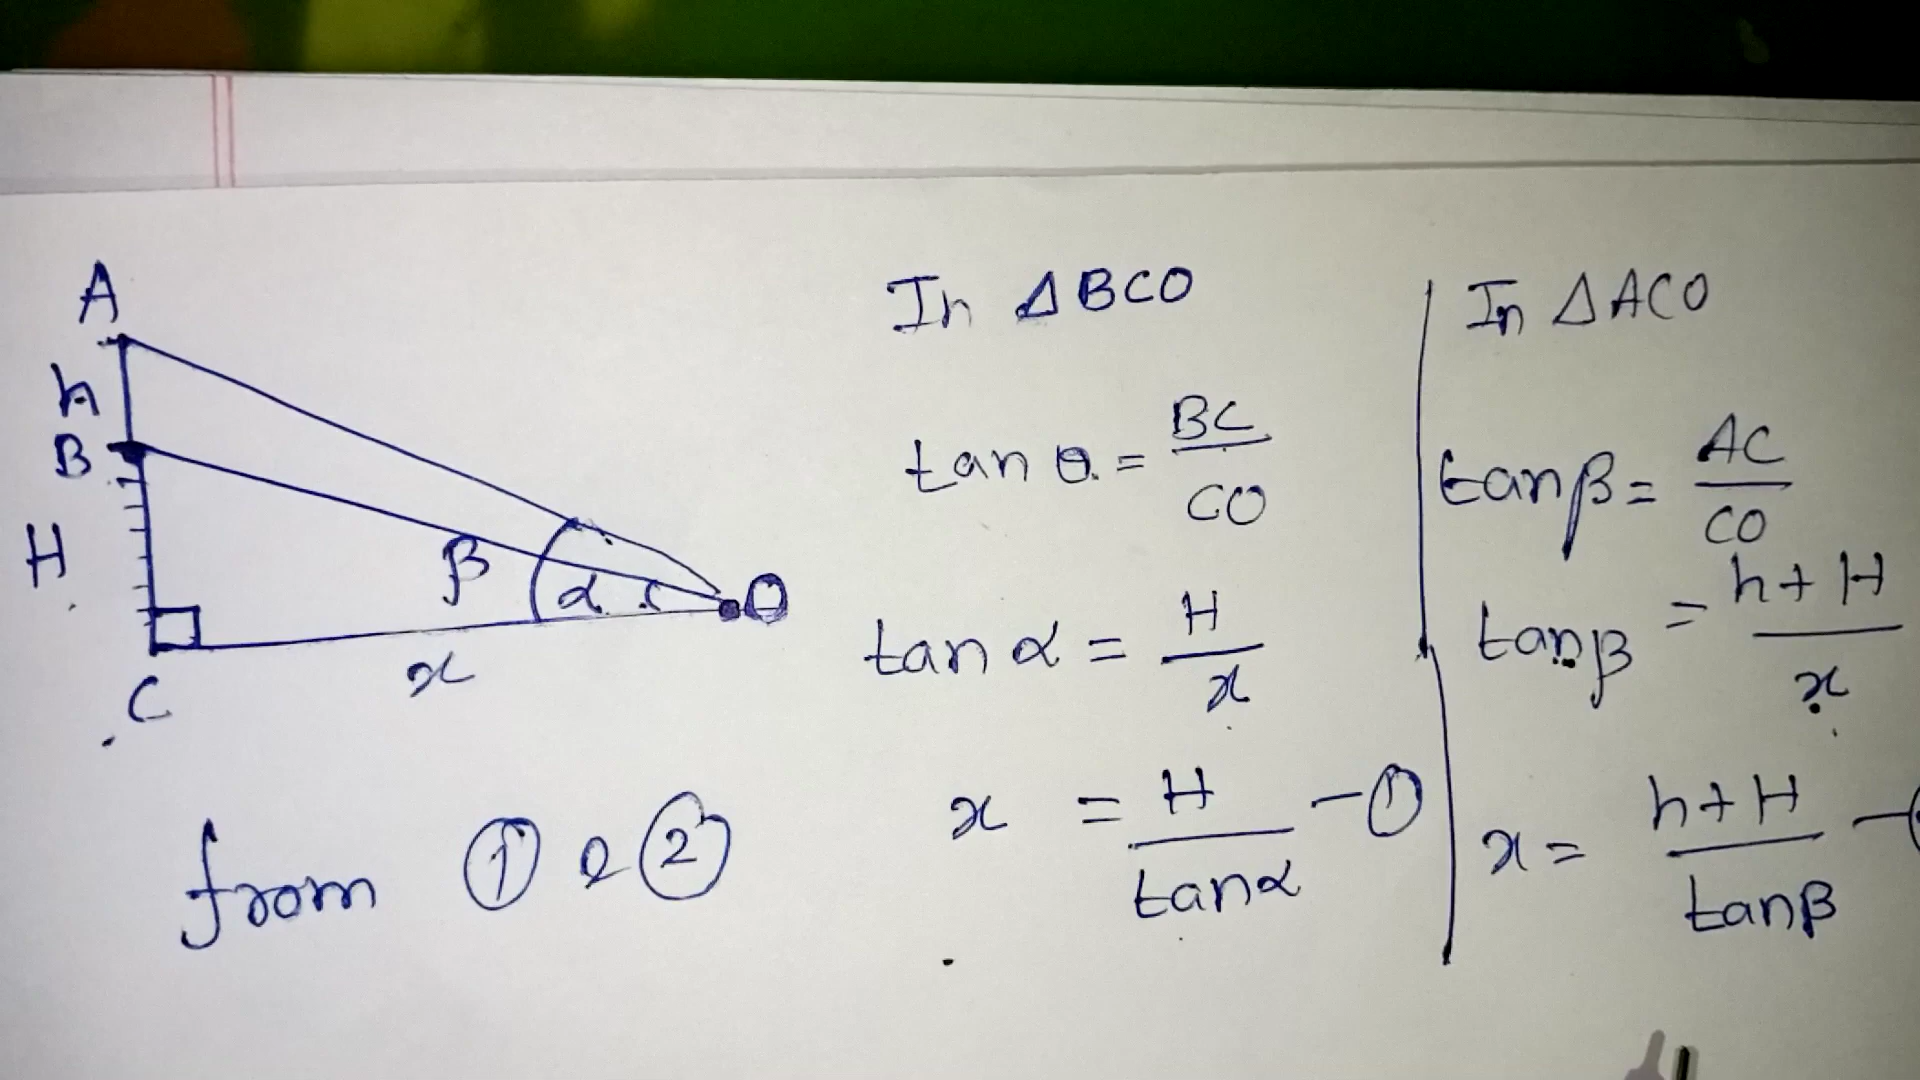 A
h
B
H
β
α
O
x
C
In ΔBCO
tan θ = BC / CO
tan α = H / x
x = H / tanα - ①
In ΔACO
tanβ = AC / CO
tanβ = h+H / x
x = h+H / tanβ -
from ① & ②